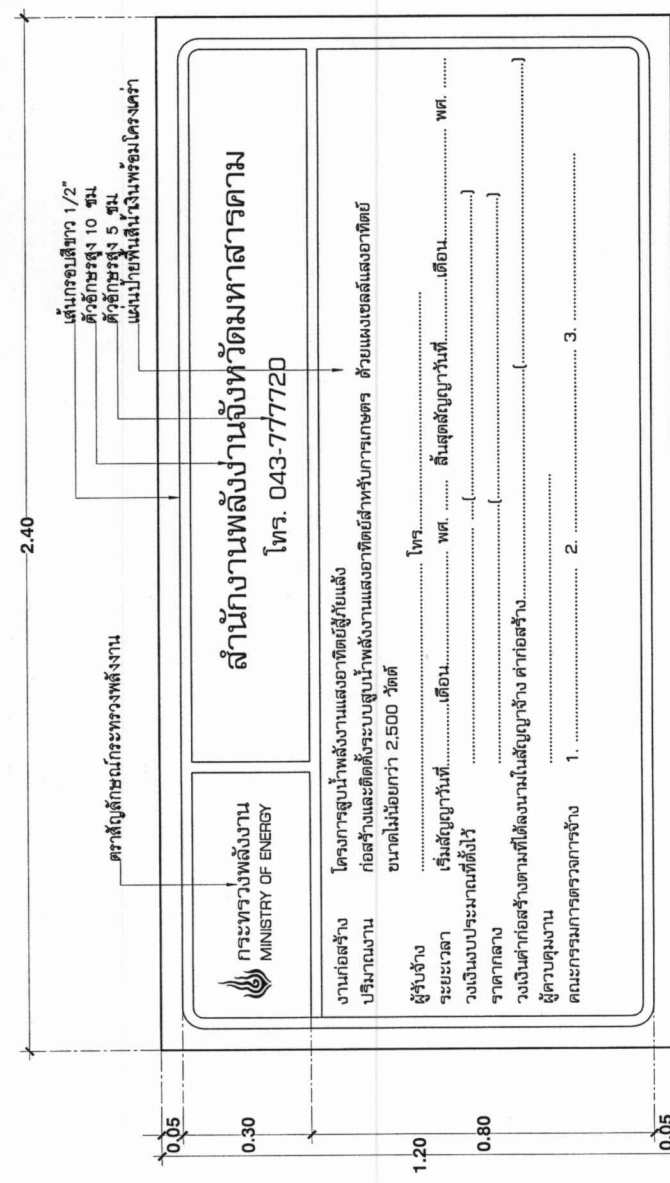 2.40
ตราสัญลักษณ์กระทรวงพลังงาน
เส้นกรอบสีขาว 1/2"
ตัวอักษรสูง 10 ซม.
ตัวอักษรสูง 5 ซม.
แผ่นป้ายพื้นสีน้ำเงินพร้อมโครงเคร่า
0.05
0.30
1.20
0.80
0.05
กระทรวงพลังงาน
MINISTRY OF ENERGY
สำนักงานพลังงานจังหวัดมหาสารคาม
โทร. 043-777720
งานก่อสร้าง โครงการสูบน้ำพลังงานแสงอาทิตย์สู้ภัยแล้ง
ปริมาณงาน ก่อสร้างและติดตั้งระบบสูบน้ำพลังงานแสงอาทิตย์สำหรับการเกษตร ด้วยแผงเซลล์แสงอาทิตย์
ขนาดไม่น้อยกว่า 2,500 วัตต์
ผู้รับจ้าง ........................ โทร. ........................
ระยะเวลา เริ่มสัญญาวันที่............เดือน........................ พศ. ........ สิ้นสุดสัญญาวันที่............เดือน........................ พศ. ........
วงเงินงบประมาณที่ตั้งไว้ ........................ (........................)
ราคากลาง ........................ (........................)
วงเงินค่าก่อสร้างตามที่ได้ลงนามในสัญญาจ้าง ค่าก่อสร้าง........................(........................)
ผู้ควบคุมงาน ........................
คณะกรรมการตรวจการจ้าง 1. ........................ 2. ........................ 3. ........................